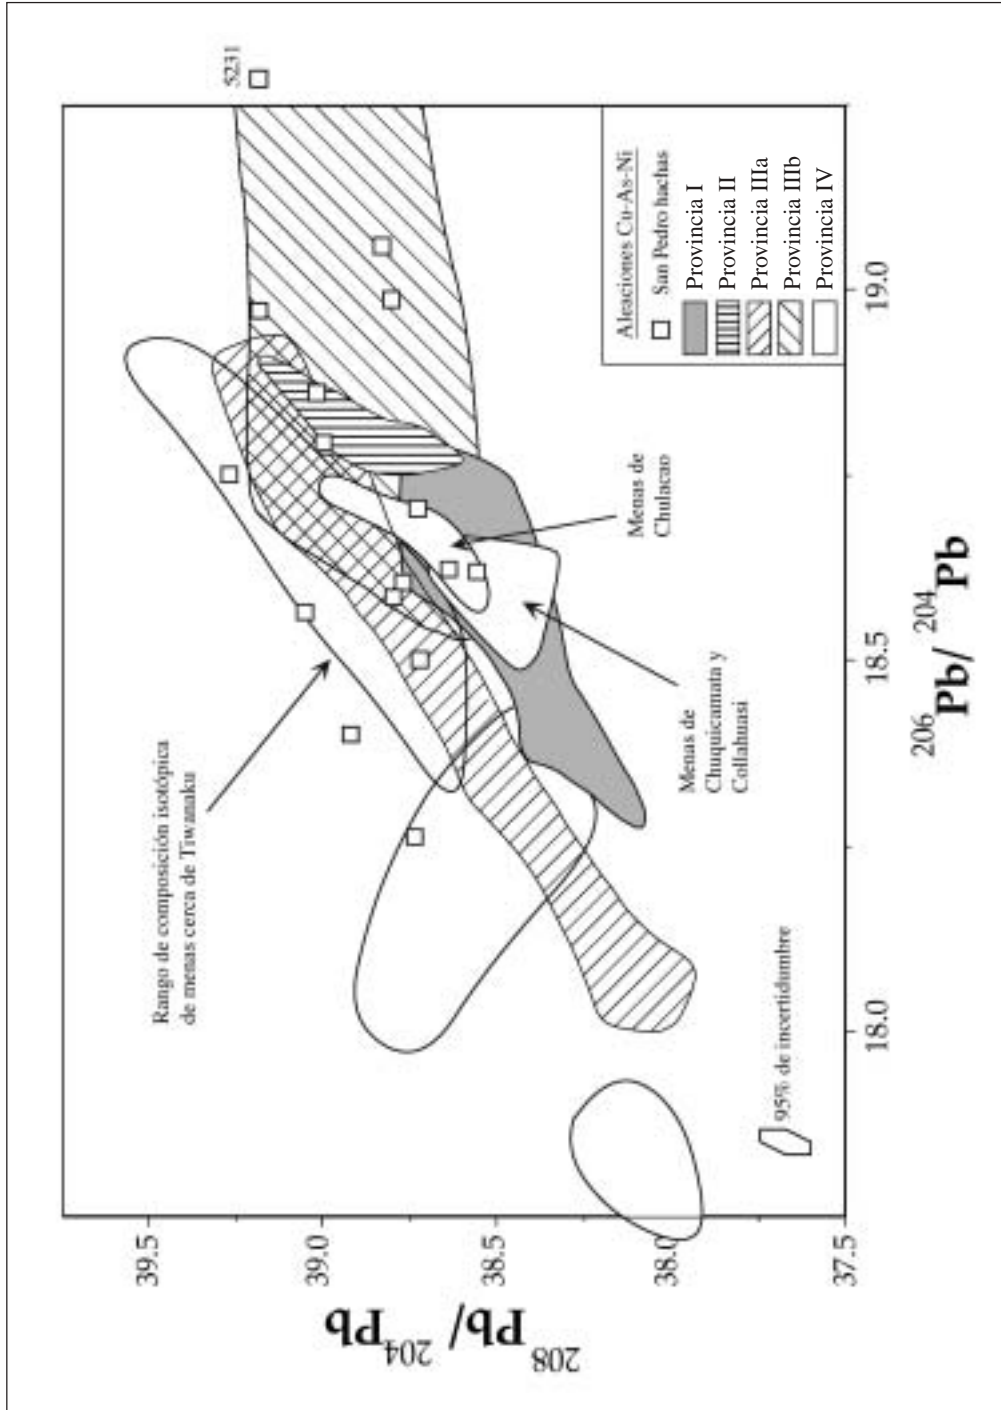 5231
Rango de composición isotópica
de menas cerca de Tiwanaku
39.5
39.0
38.5
38.0
37.5
208Pb/ 204Pb
Menas de
Chulacao
Menas de
Chuquicamata y
Collahuasi
95% de incertidumbre
Aleaciones Cu-As-Ni
San Pedro hachas
Provincia I
Provincia II
Provincia IIIa
Provincia IIIb
Provincia IV
18.0
18.5
19.0
206Pb/ 204Pb